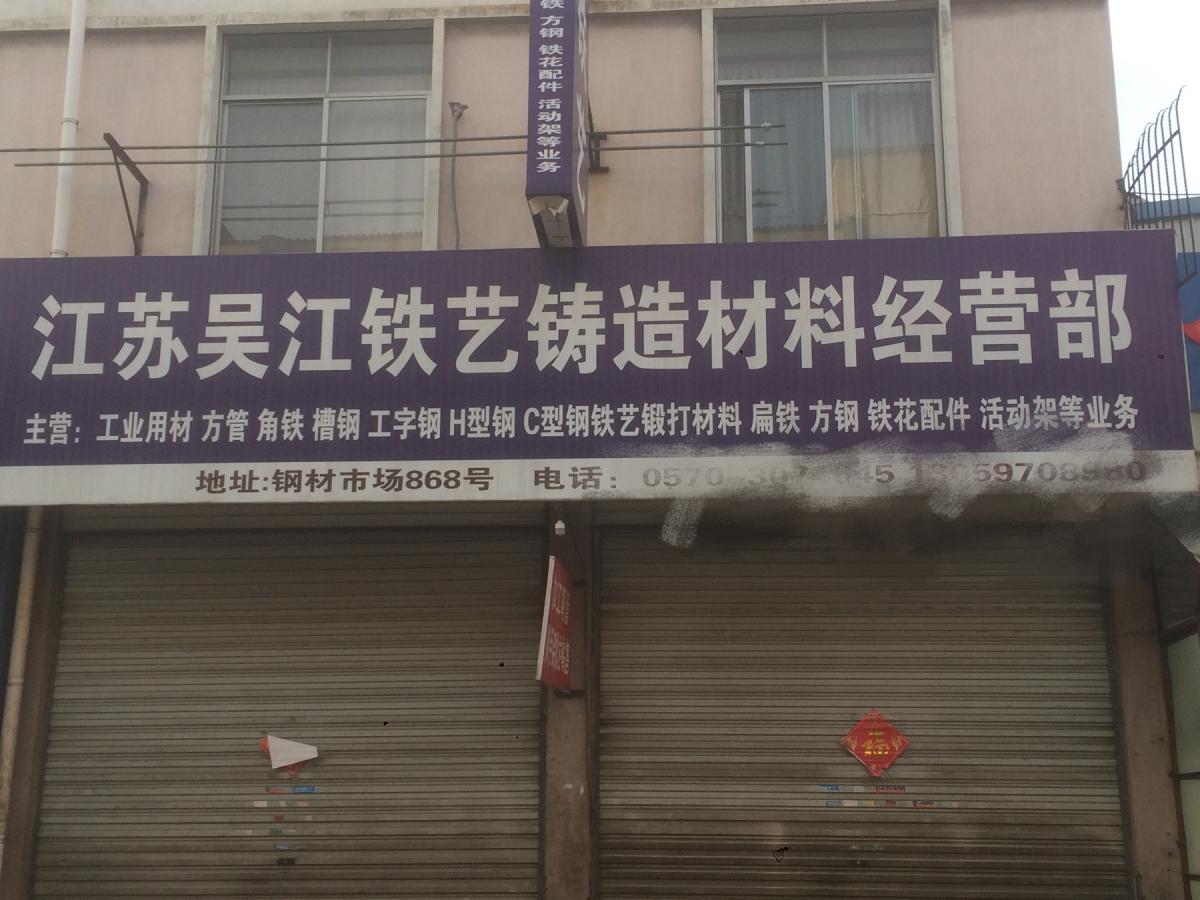 铁 方钢 铁花配件 活动架等业务
江苏吴江铁艺铸造材料经营部
主营：工业用材 方管 角铁 槽钢 工字钢 H型钢 C型钢铁艺锻打材料 扁铁 方钢 铁花配件 活动架等业务
地址:钢材市场868号 电话：0570
福